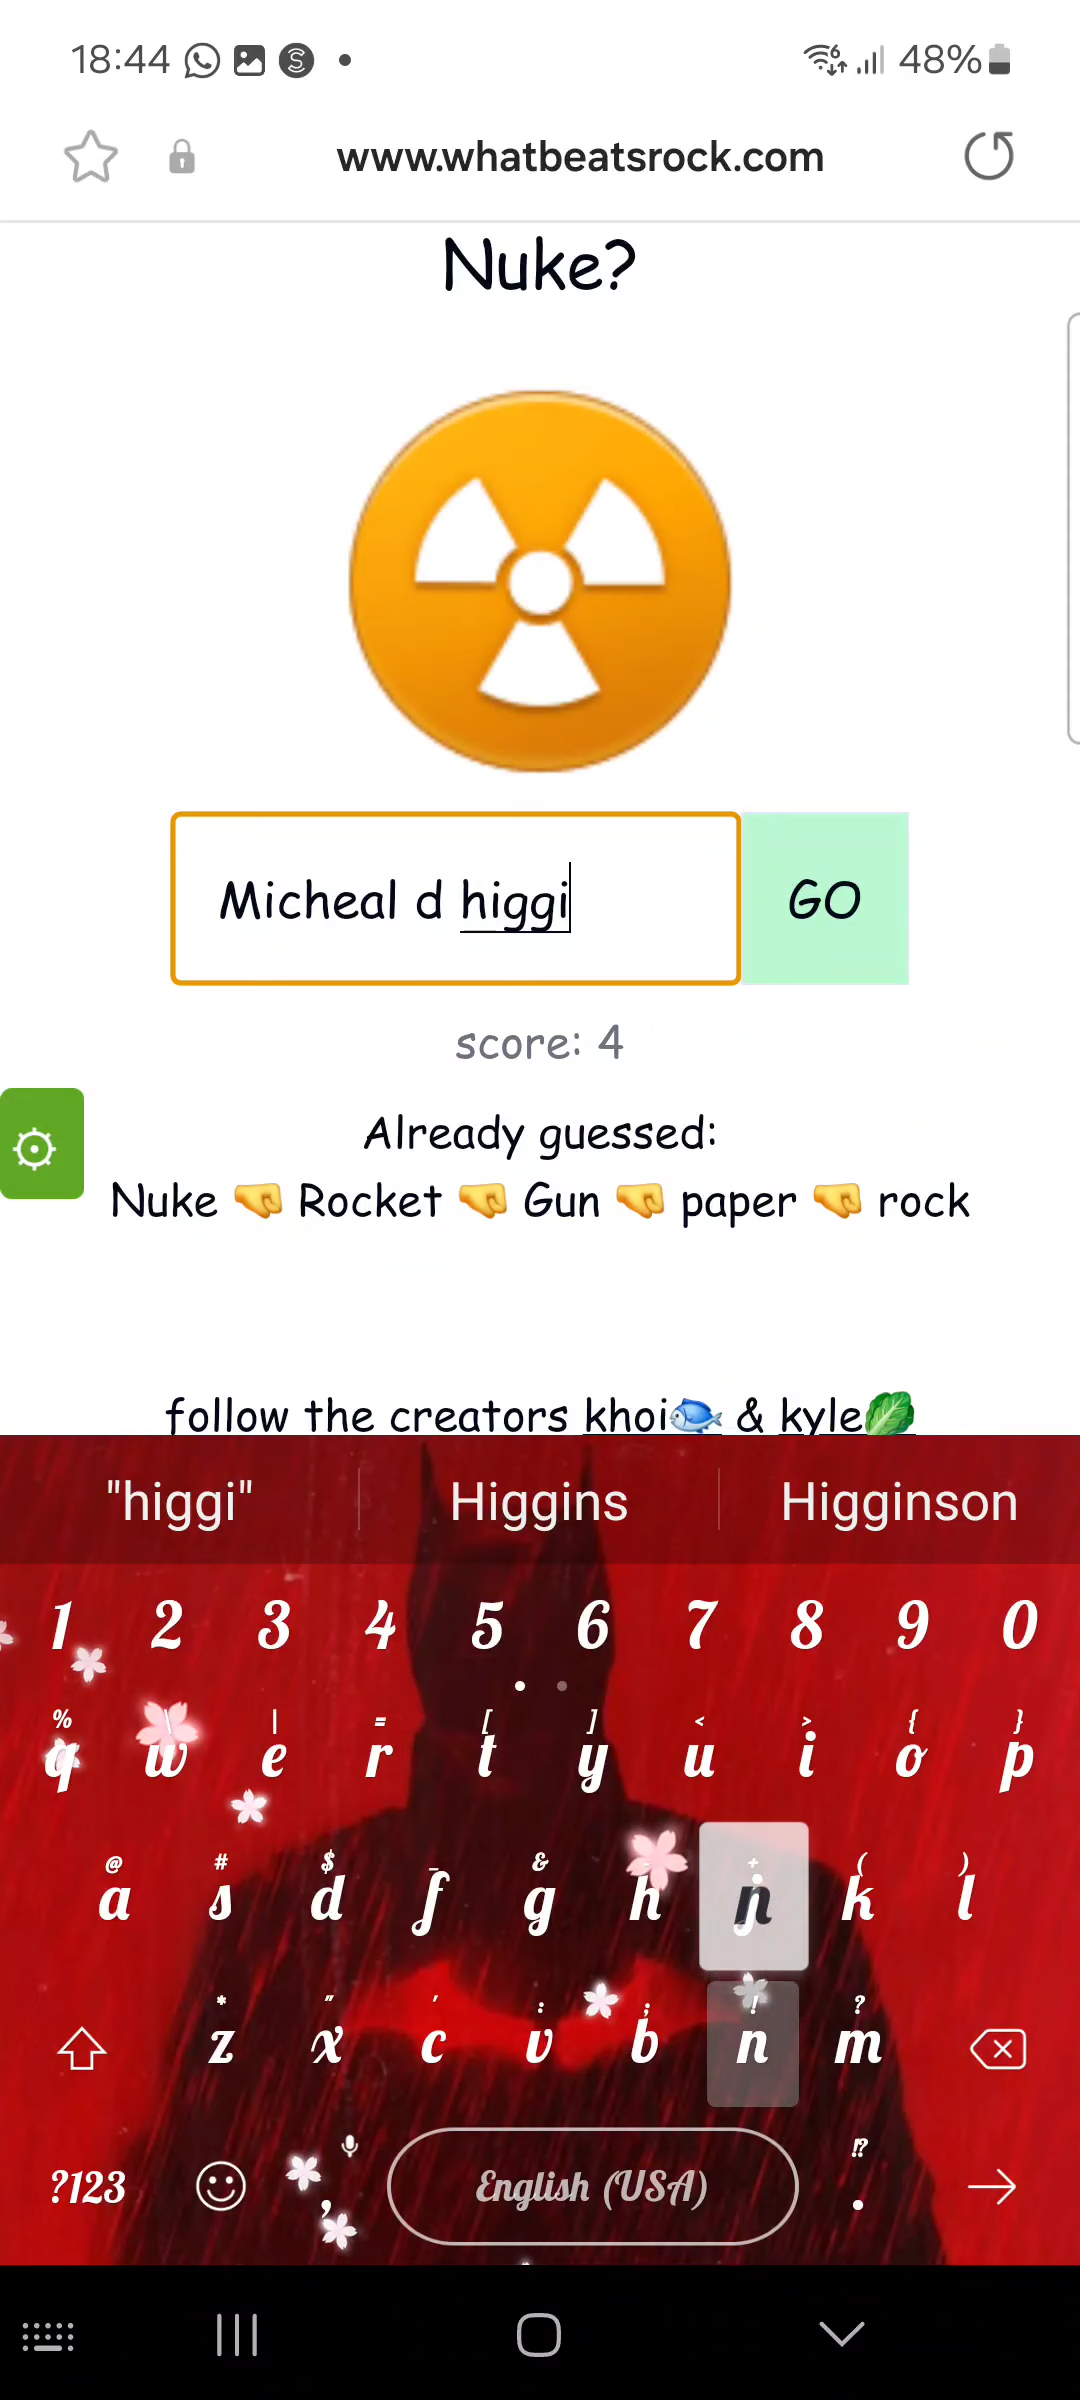 18:44 48%
www.whatbeatsrock.com
Nuke?
Micheal d higgi
GO
score: 4
Already guessed:
Nuke 🤜 Rocket 🤜 Gun 🤜 paper 🤜 rock
follow the creators khoi🐟 & kyle🥬
"higgi" Higgins Higginson
1 2 3 4 5 6 7 8 9 0
% \ | = [ ] < > { }
q w e r t y u i o p
@ # $ _ & - + ( )
a s d f g h j k l
* " ' : ; ! ?
z x c v b n m
?123 , English (USA) !? .